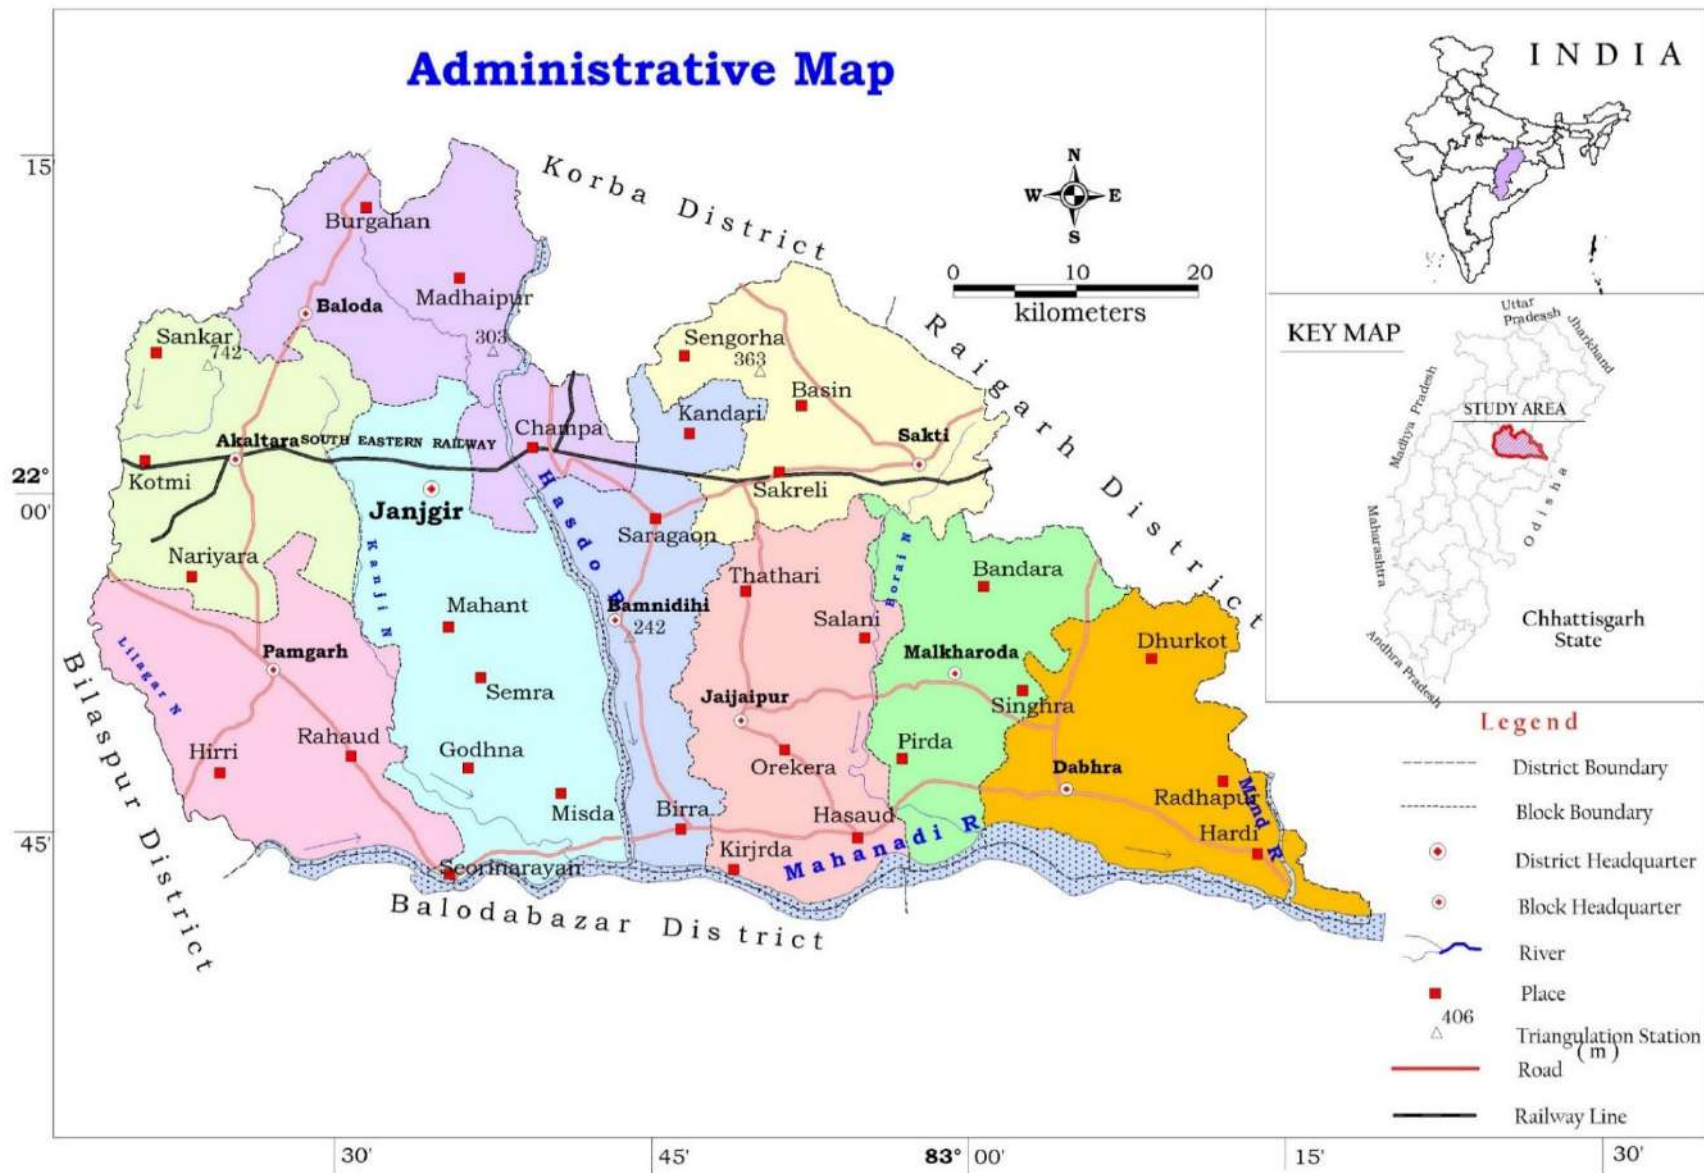 Administrative Map
INDIA
N
W E
S
0 10 20
kilometers
Korba District
Raigarh District
Bilaspur District
Balodabazar District
15'
22°
00'
45'
30'
45'
83° 00'
15'
30'
Burgahan
Madhaipur
Baloda
303
Sankar
742
Akaltara
SOUTH EASTERN RAILWAY
Champa
Kotmi
Janjgir
Nariyara
Sengorha
363
Basin
Kandari
Sakti
Sakreli
Saragaon
Hasdo R
Kanji N
Borai N
Lilagar N
Thathari
Bandara
Mahant
Bamnidihi
242
Salani
Dhurkot
Pamgarh
Malkharoda
Semra
Jaijaipur
Singhra
Hirri
Rahaud
Godhna
Orekera
Pirda
Dabhra
Radhapur
Mand R
Misda
Birra
Hasaud
Hardi
Kirjrda
Mahanadi R
Seorinarayan
KEY MAP
Uttar
Pradessh
Jharkhand
Madhya Pradesh
STUDY AREA
Odisha
Maharashtra
Andhra Pradesh
Chhattisgarh
State
Legend
District Boundary
Block Boundary
District Headquarter
Block Headquarter
River
Place
406
Triangulation Station
(m)
Road
Railway Line